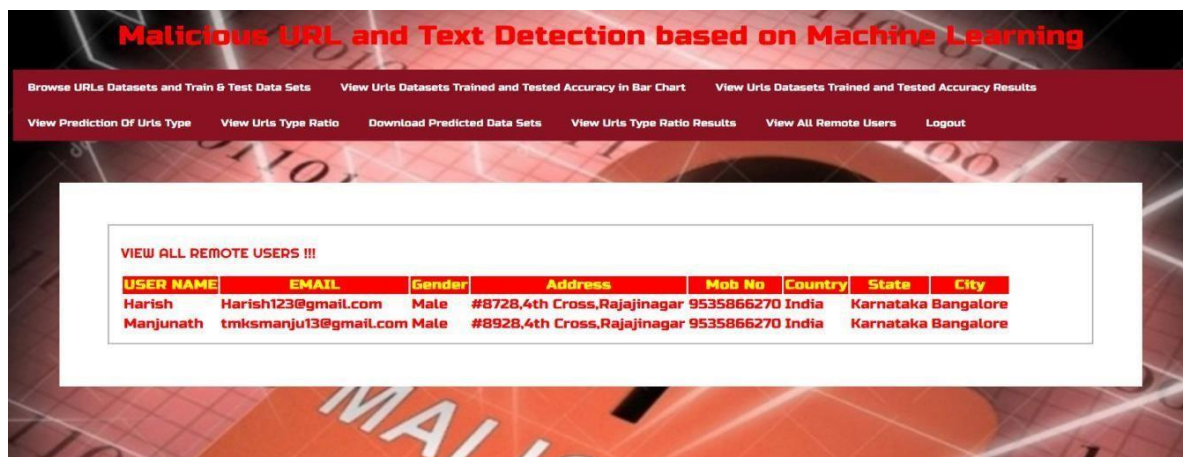 Malicious URL and Text Detection based on Machine Learning
Browse URLs Datasets and Train & Test Data Sets View Urls Datasets Trained and Tested Accuracy in Bar Chart View Urls Datasets Trained and Tested Accuracy Results
View Prediction Of Urls Type View Urls Type Ratio Download Predicted Data Sets View Urls Type Ratio Results View All Remote Users Logout
VIEW ALL REMOTE USERS !!!
USER NAME EMAIL Gender Address Mob No Country State City
Harish Harish123@gmail.com Male #8728,4th Cross,Rajajinagar 9535866270 India Karnataka Bangalore
Manjunath tmksmanju13@gmail.com Male #8928,4th Cross,Rajajinagar 9535866270 India Karnataka Bangalore